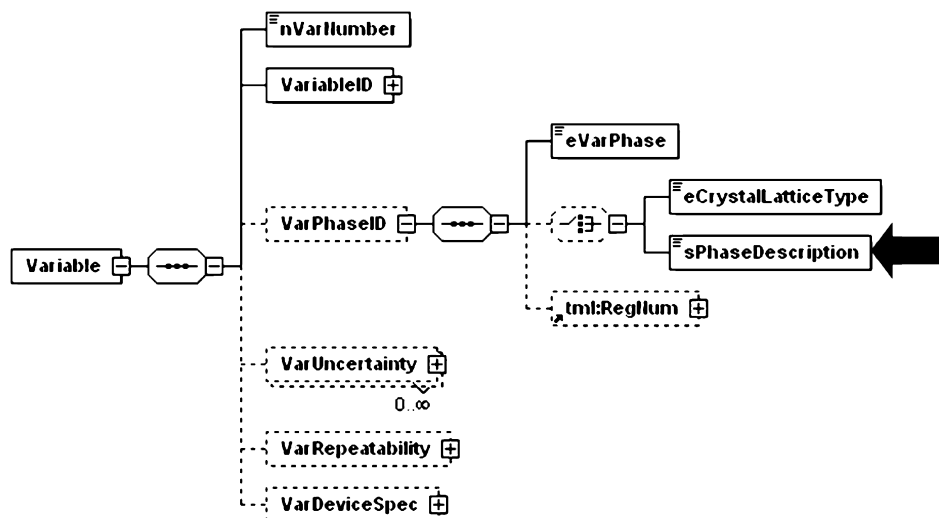 nVarNumber
VariableID
eVarPhase
VarPhaseID
eCrystalLatticeType
Variable
sPhaseDescription
tml:RegNum
VarUncertainty
0..∞
VarRepeatability
VarDeviceSpec